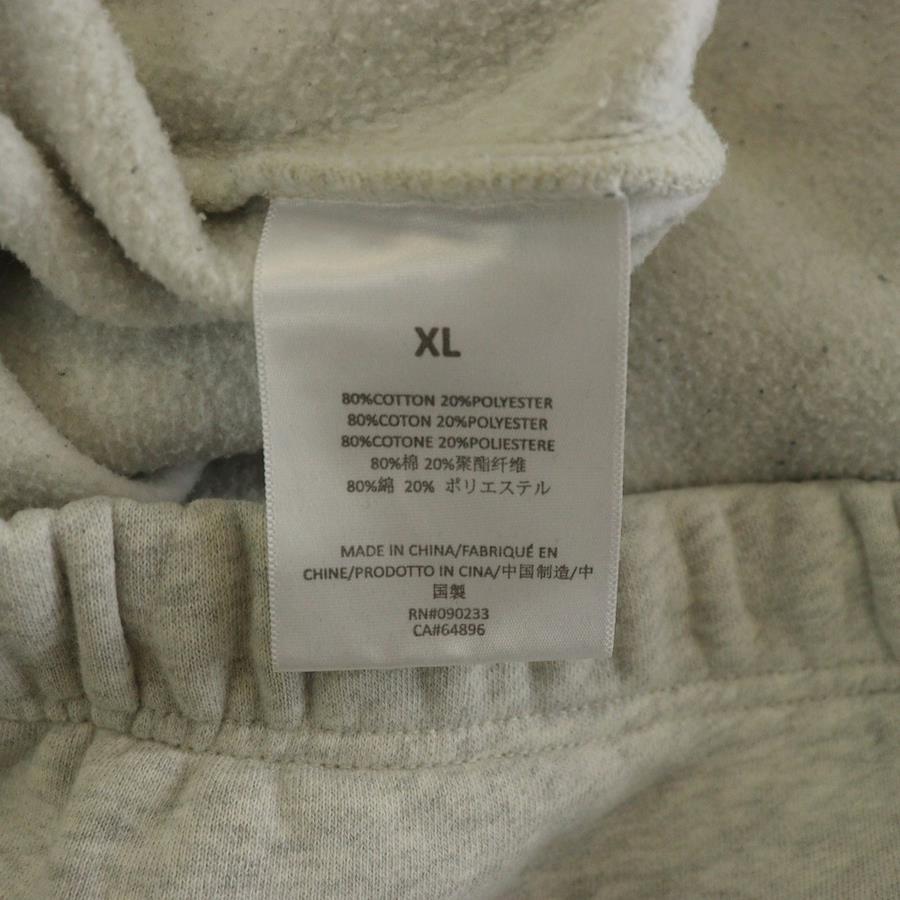 XL
80%COTTON 20%POLYESTER
80%COTON 20%POLYESTER
80%COTONE 20%POLIESTERE
80%棉 20%聚酯纤维
80%綿 20% ポリエステル
MADE IN CHINA/FABRIQUÉ EN
CHINE/PRODOTTO IN CINA/中国制造/中
国製
RN#090233
CA#64896